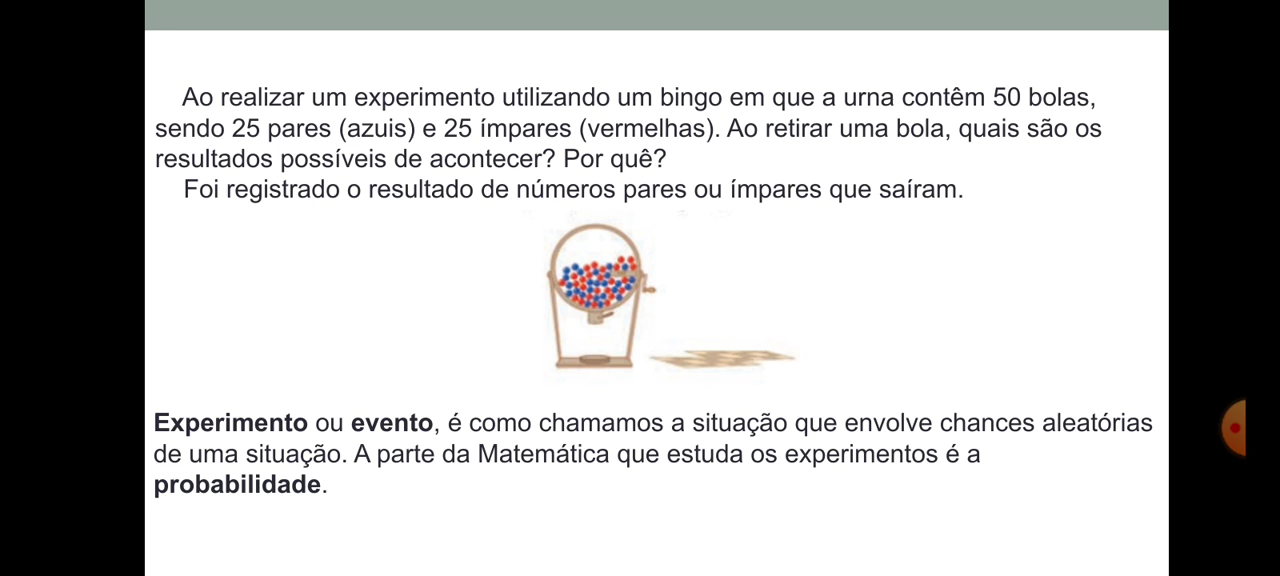 Ao realizar um experimento utilizando um bingo em que a urna contêm 50 bolas,
sendo 25 pares (azuis) e 25 ímpares (vermelhas). Ao retirar uma bola, quais são os
resultados possíveis de acontecer? Por quê?
Foi registrado o resultado de números pares ou ímpares que saíram.
Experimento ou evento, é como chamamos a situação que envolve chances aleatórias
de uma situação. A parte da Matemática que estuda os experimentos é a
probabilidade.